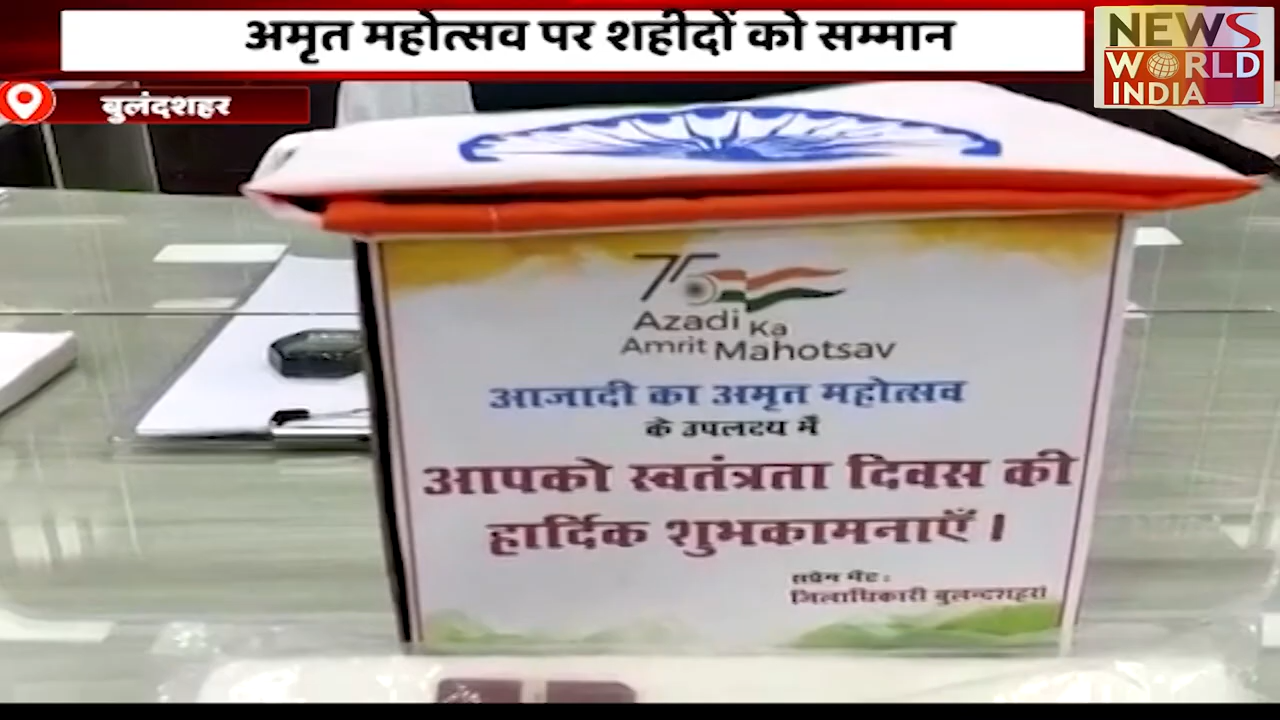 अमृत महोत्सव पर शहीदों को सम्मान
NEWS
WORLD
INDIA
बुलंदशहर
75
Azadi Ka
Amrit Mahotsav
आजादी का अमृत महोत्सव
के उपलक्ष्य में
आपको स्वतंत्रता दिवस की
हार्दिक शुभकामनाएँ ।
सप्रेम भेंट :
जिलाधिकारी बुलन्दशहर